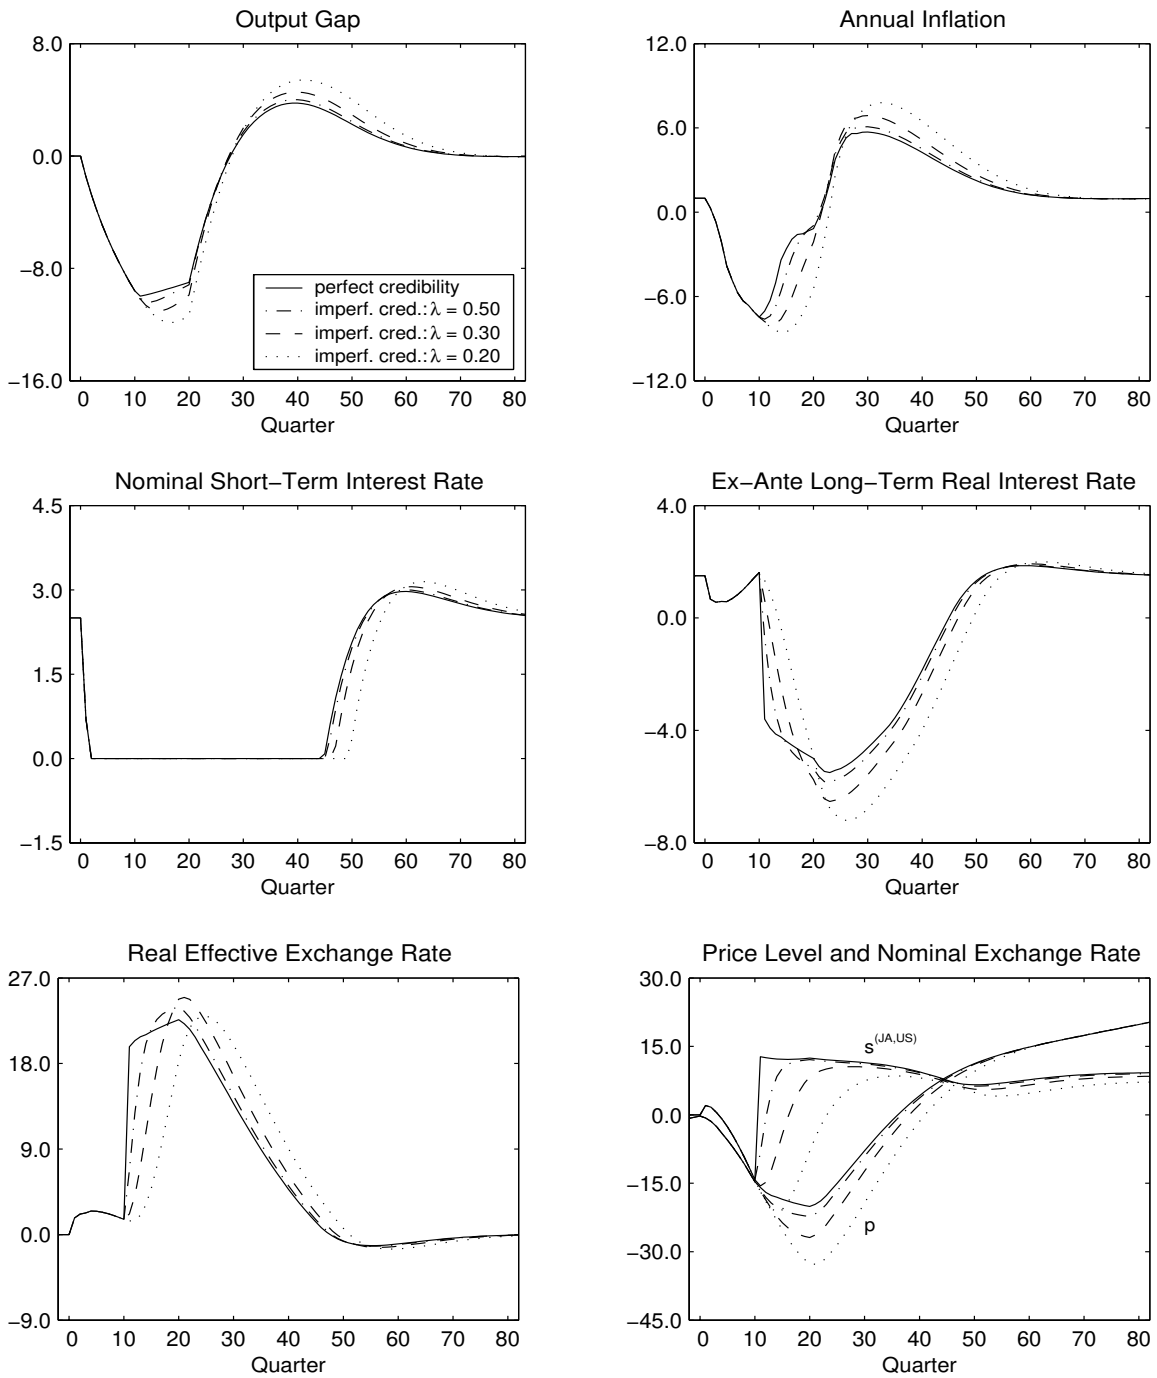 Output Gap
8.0
0.0
−8.0
−16.0
perfect credibility
imperf. cred.: λ = 0.50
imperf. cred.: λ = 0.30
imperf. cred.: λ = 0.20
0 10 20 30 40 50 60 70 80
Quarter
Annual Inflation
12.0
6.0
0.0
−6.0
−12.0
0 10 20 30 40 50 60 70 80
Quarter
Nominal Short−Term Interest Rate
4.5
3.0
1.5
0.0
−1.5
0 10 20 30 40 50 60 70 80
Quarter
Ex−Ante Long−Term Real Interest Rate
4.0
0.0
−4.0
−8.0
0 10 20 30 40 50 60 70 80
Quarter
Real Effective Exchange Rate
27.0
18.0
9.0
0.0
−9.0
0 10 20 30 40 50 60 70 80
Quarter
Price Level and Nominal Exchange Rate
30.0
15.0
0.0
−15.0
−30.0
−45.0
s(JA,US)
p
0 10 20 30 40 50 60 70 80
Quarter